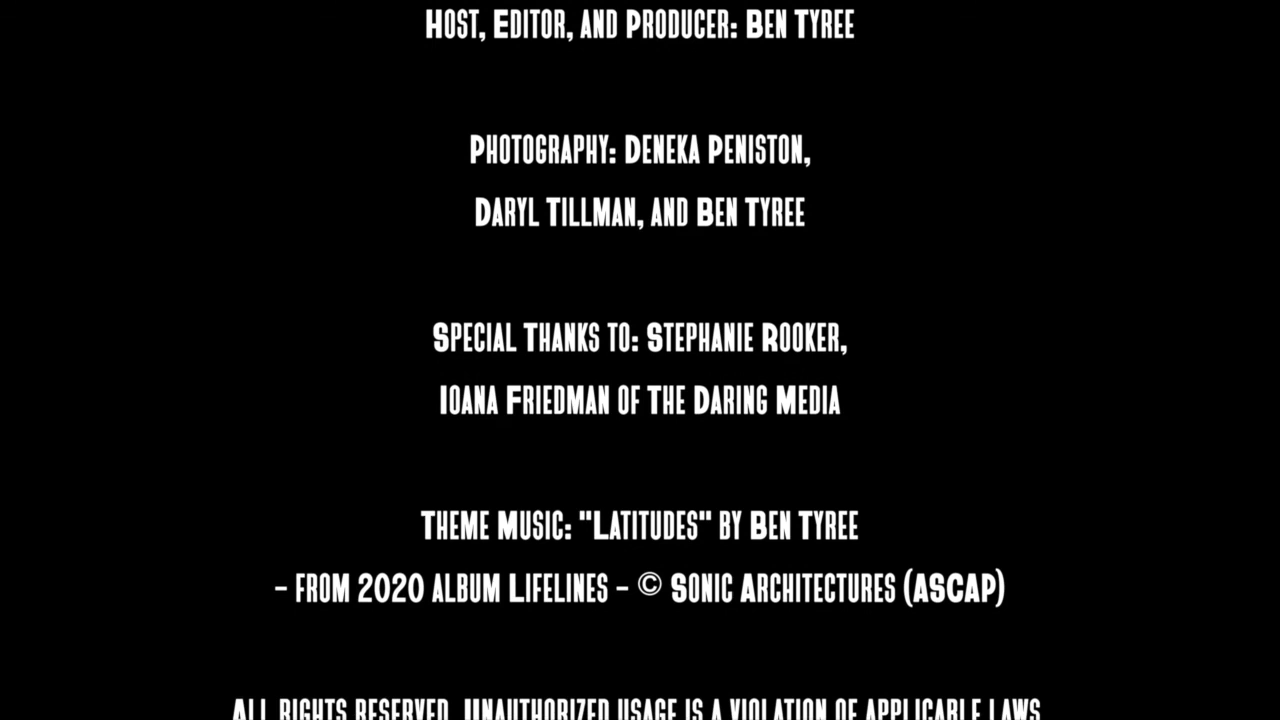 Host, Editor, and Producer: Ben Tyree
Photography: Deneka Peniston,
Daryl Tillman, and Ben Tyree
Special Thanks to: Stephanie Rooker,
Ioana Friedman of The Daring Media
Theme Music: "Latitudes" by Ben Tyree
- from 2020 album Lifelines - © Sonic Architectures (ASCAP)
All rights reserved. Unauthorized usage is a violation of applicable laws.